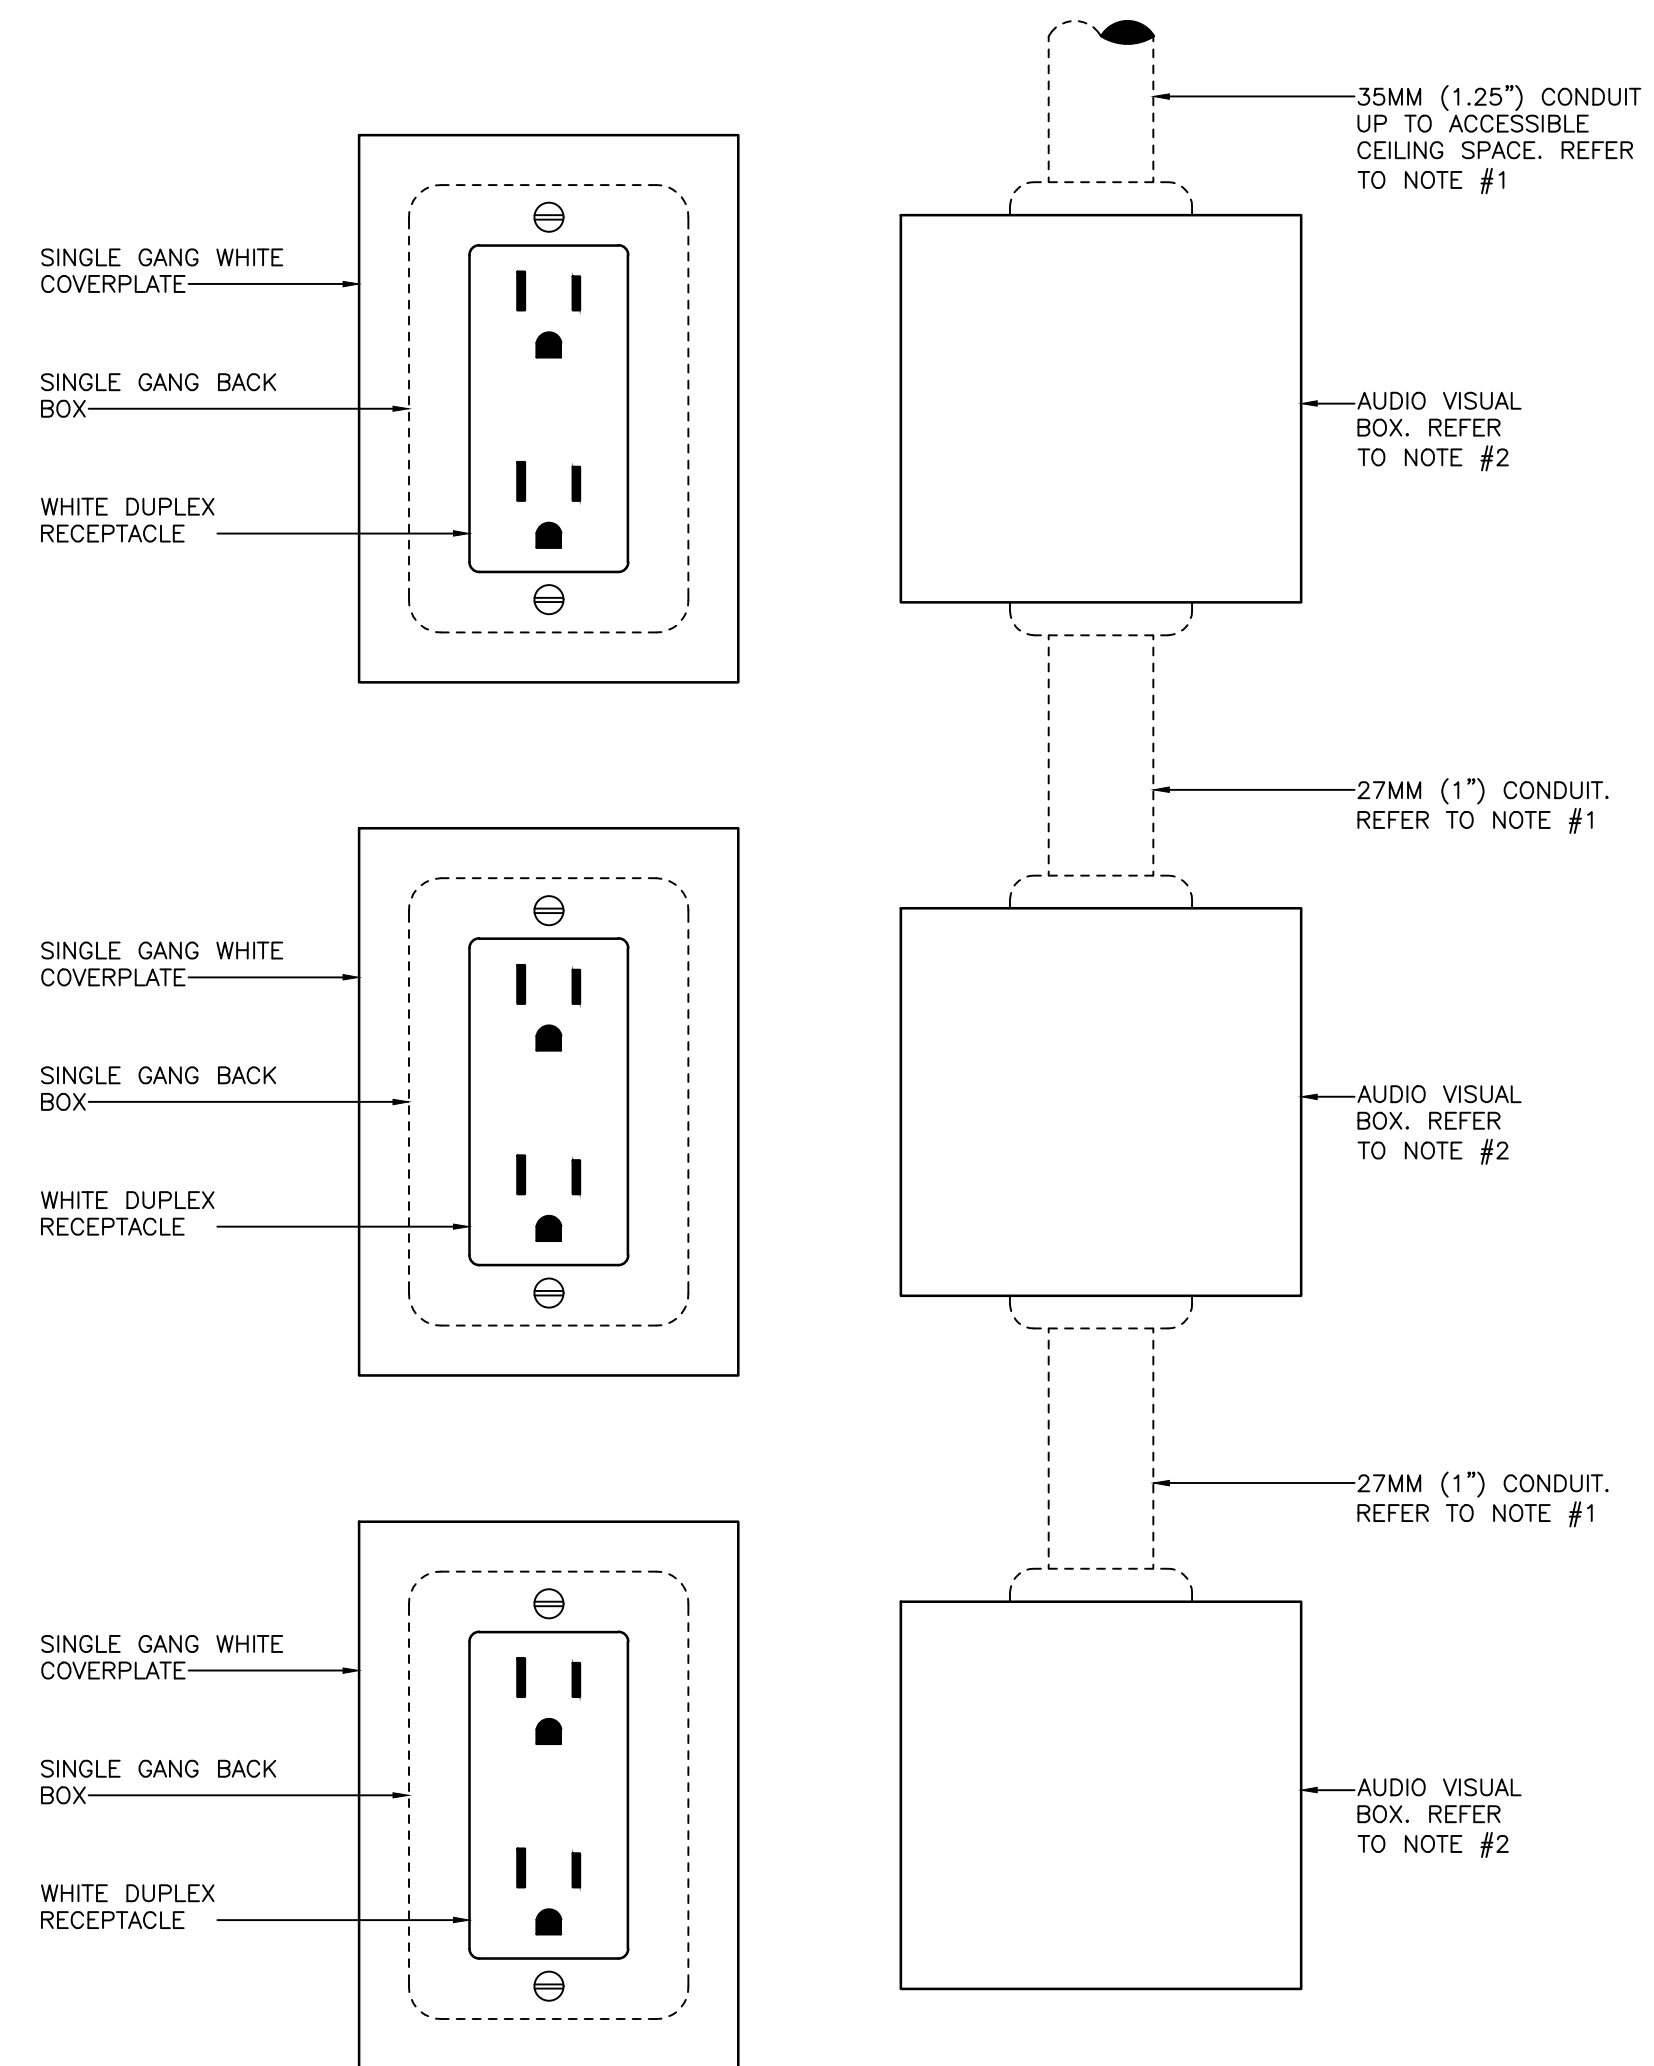 35MM (1.25”) CONDUIT
UP TO ACCESSIBLE
CEILING SPACE. REFER
TO NOTE #1
SINGLE GANG WHITE
COVERPLATE
SINGLE GANG BACK
BOX
WHITE DUPLEX
RECEPTACLE
AUDIO VISUAL
BOX. REFER
TO NOTE #2
27MM (1”) CONDUIT.
REFER TO NOTE #1
SINGLE GANG WHITE
COVERPLATE
SINGLE GANG BACK
BOX
WHITE DUPLEX
RECEPTACLE
AUDIO VISUAL
BOX. REFER
TO NOTE #2
27MM (1”) CONDUIT.
REFER TO NOTE #1
SINGLE GANG WHITE
COVERPLATE
SINGLE GANG BACK
BOX
WHITE DUPLEX
RECEPTACLE
AUDIO VISUAL
BOX. REFER
TO NOTE #2